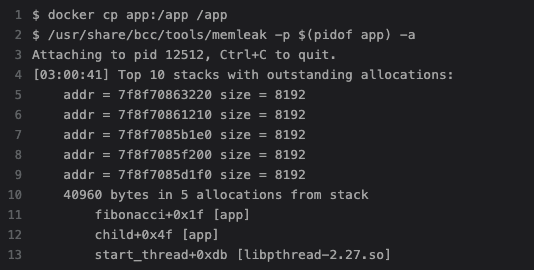 1 $ docker cp app:/app /app
2 $ /usr/share/bcc/tools/memleak -p $(pidof app) -a
3 Attaching to pid 12512, Ctrl+C to quit.
4 [03:00:41] Top 10 stacks with outstanding allocations:
5     addr = 7f8f70863220 size = 8192
6     addr = 7f8f70861210 size = 8192
7     addr = 7f8f7085b1e0 size = 8192
8     addr = 7f8f7085f200 size = 8192
9     addr = 7f8f7085d1f0 size = 8192
10     40960 bytes in 5 allocations from stack
11         fibonacci+0x1f [app]
12         child+0x4f [app]
13         start_thread+0xdb [libpthread-2.27.so]